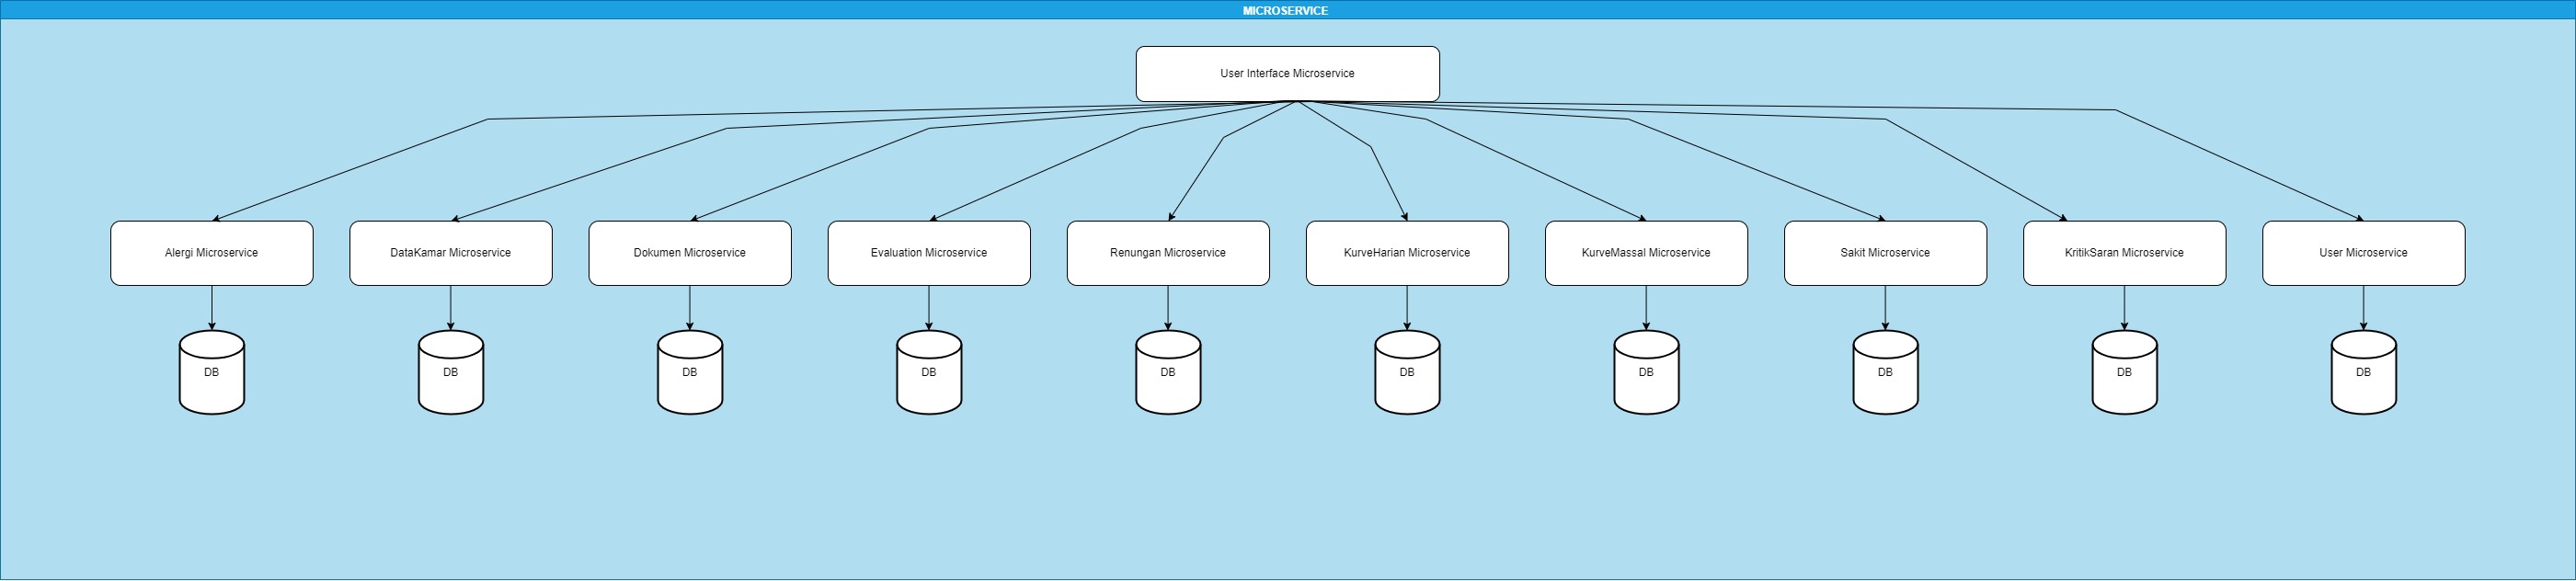 MICROSERVICE
User Interface Microservice
Alergi Microservice
DataKamar Microservice
Dokumen Microservice
Evaluation Microservice
Renungan Microservice
KurveHarian Microservice
KurveMassal Microservice
Sakit Microservice
KritikSaran Microservice
User Microservice
DB
DB
DB
DB
DB
DB
DB
DB
DB
DB